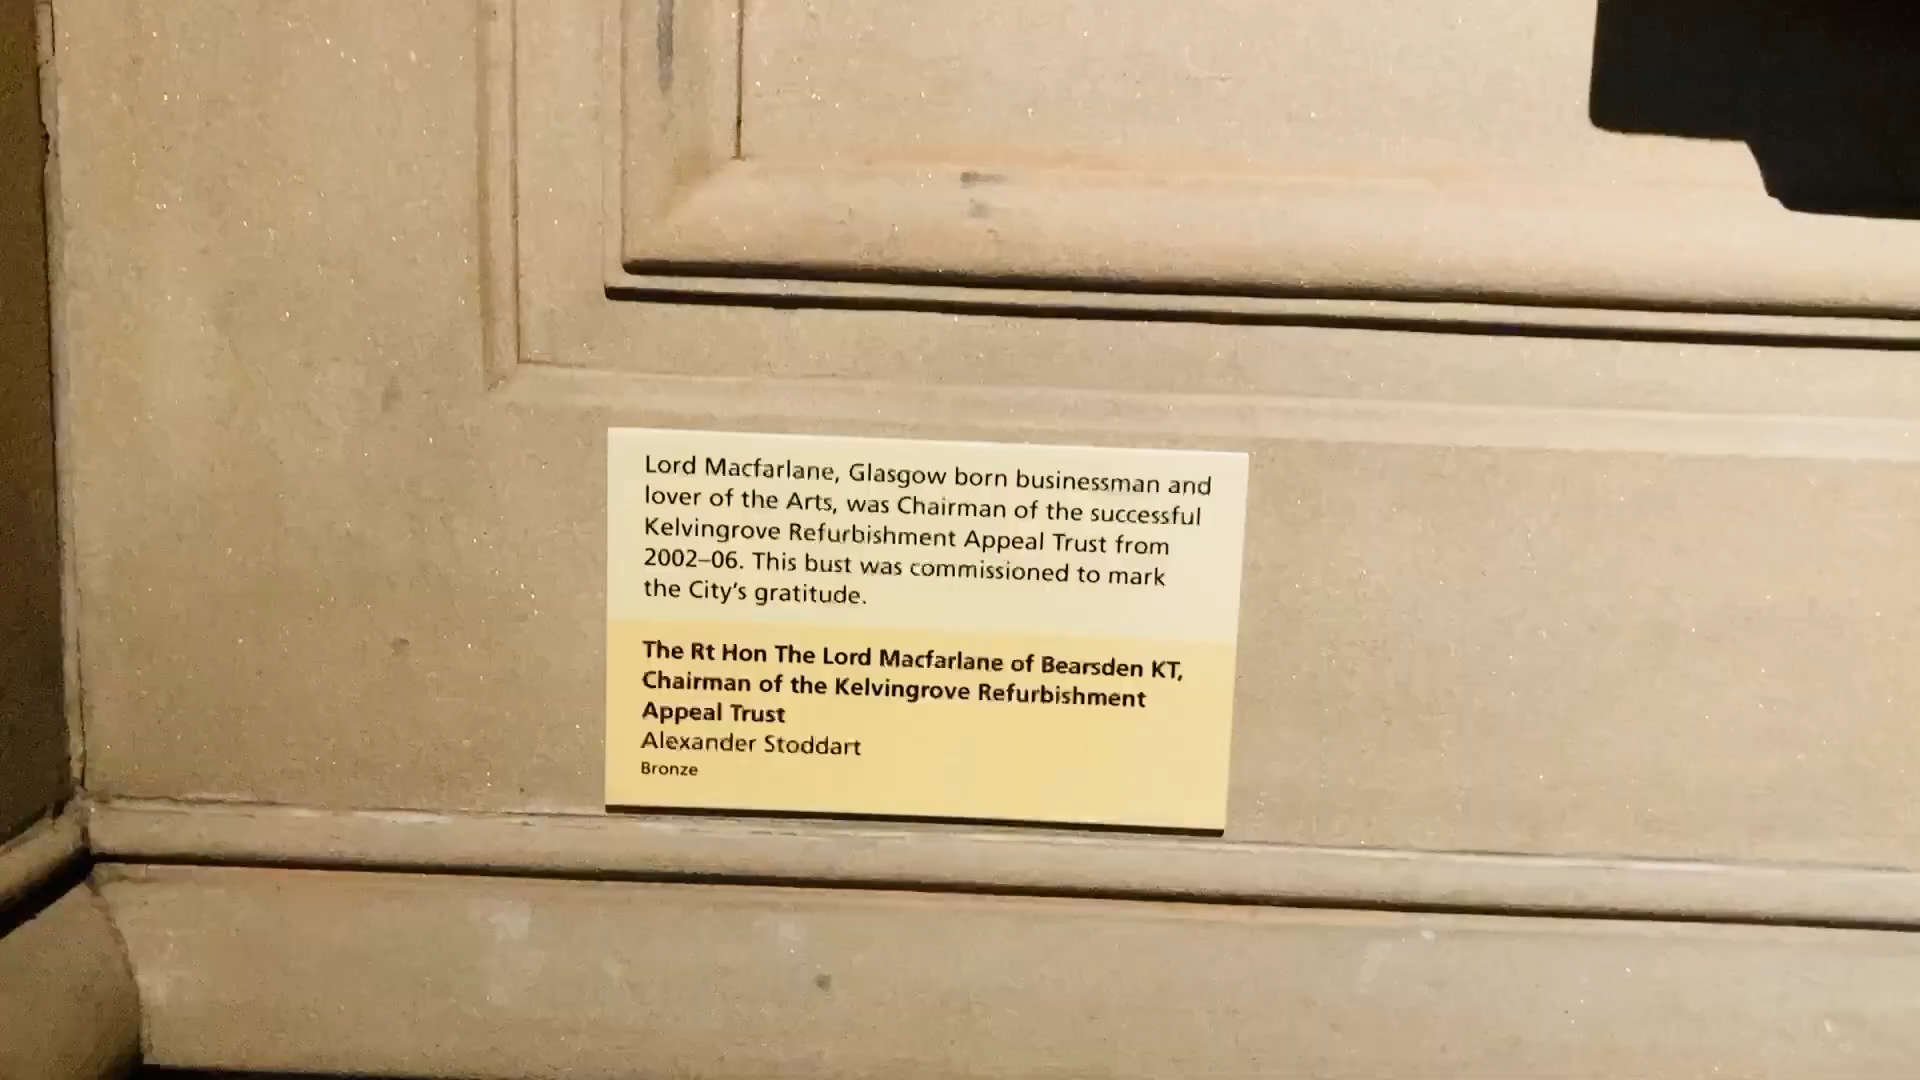 Lord Macfarlane, Glasgow born businessman and
lover of the Arts, was Chairman of the successful
Kelvingrove Refurbishment Appeal Trust from
2002–06. This bust was commissioned to mark
the City's gratitude.
The Rt Hon The Lord Macfarlane of Bearsden KT,
Chairman of the Kelvingrove Refurbishment
Appeal Trust
Alexander Stoddart
Bronze